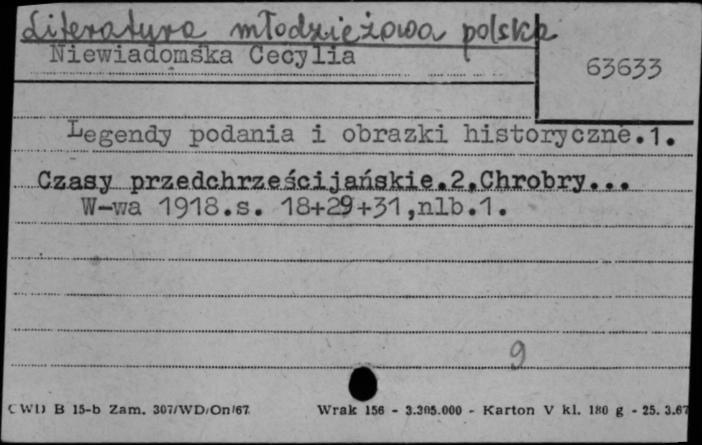 Literatura młodzieżowa polska
Niewiadomska Cecylia
63633
Legendy podania i obrazki historyczne.1.
Czasy przedchrześcijańskie.2.Chrobry...
W-wa 1918.s. 18+29+31,nlb.1.
9
CWD B 15-b Zam. 307/WD/On/67. Wrak 156 - 3.305.000 - Karton V kl. 180 g - 25. 3.67